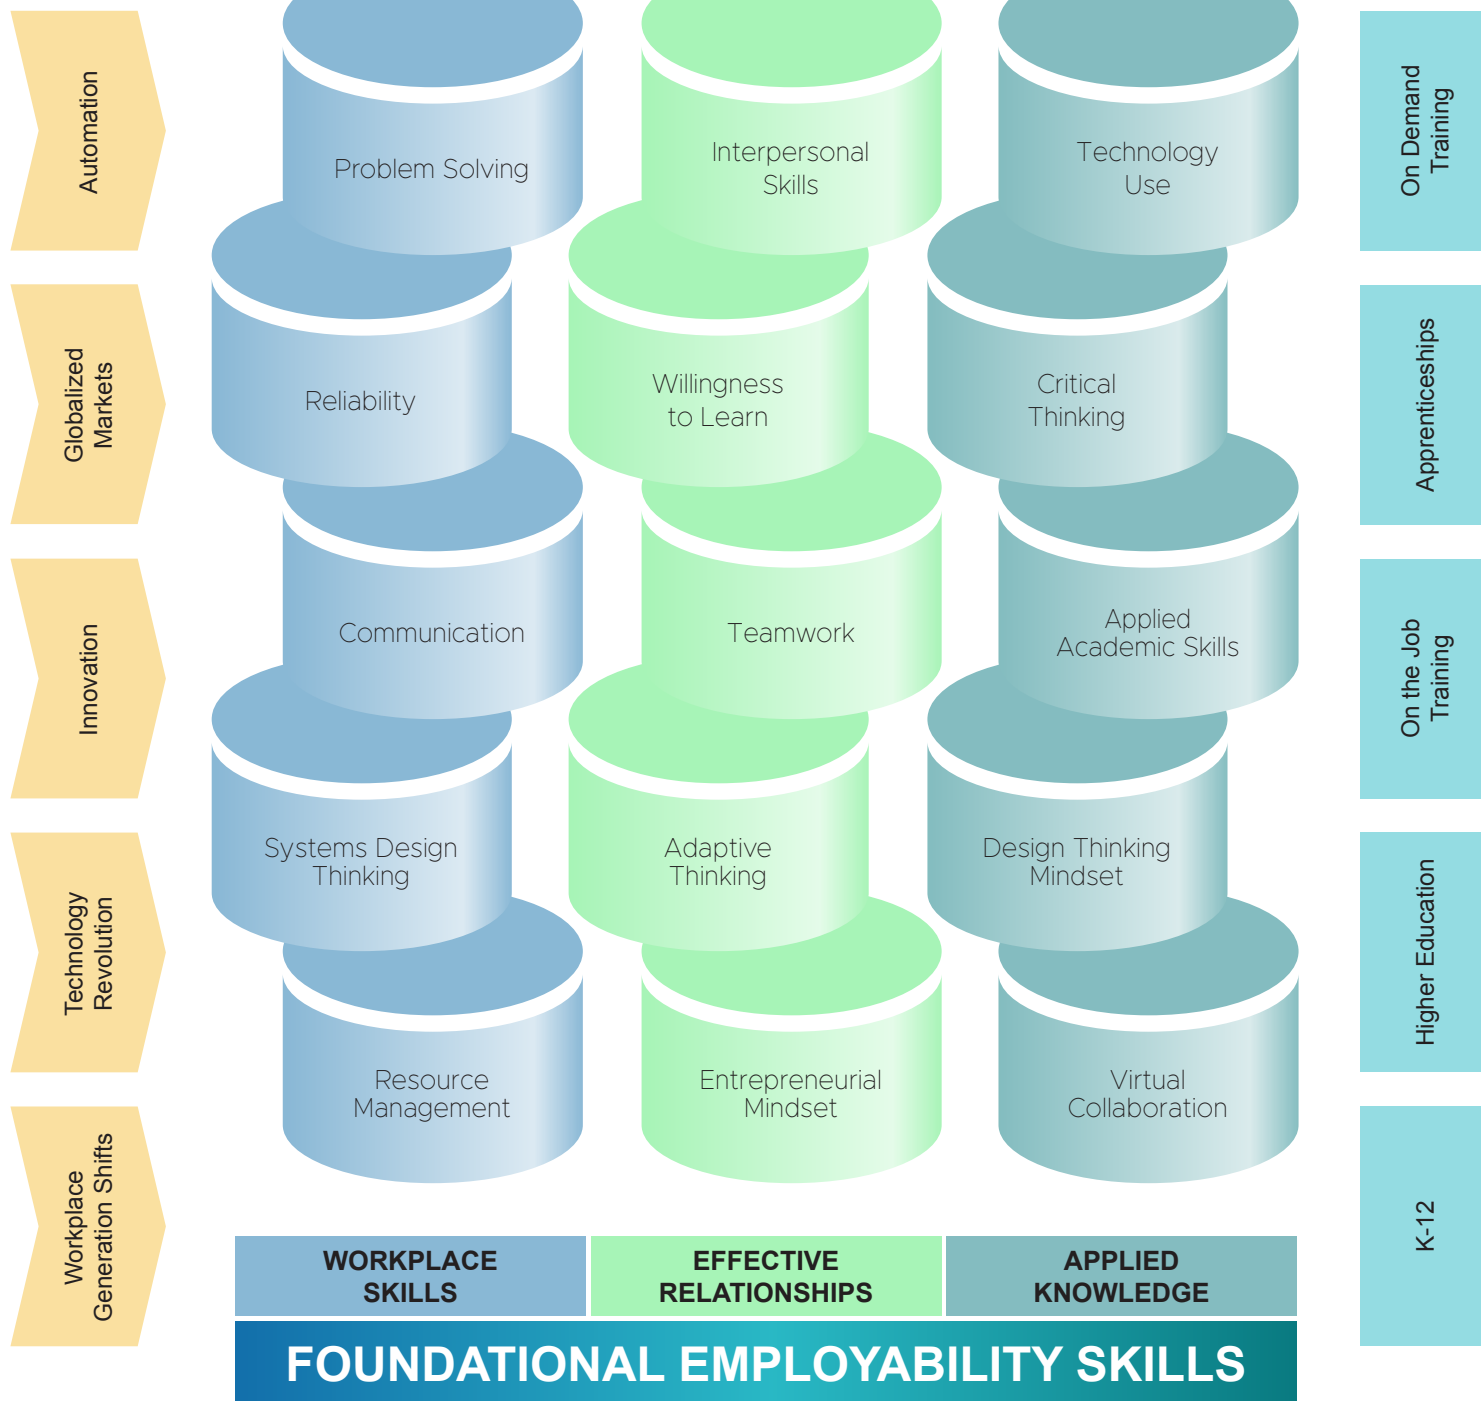 Automation
Globalized
Markets
Innovation
Technology
Revolution
Workplace
Generation Shifts
Problem Solving
Interpersonal
Skills
Technology
Use
Reliability
Willingness
to Learn
Critical
Thinking
Communication
Teamwork
Applied
Academic Skills
Systems Design
Thinking
Adaptive
Thinking
Design Thinking
Mindset
Resource
Management
Entrepreneurial
Mindset
Virtual
Collaboration
WORKPLACE
SKILLS
EFFECTIVE
RELATIONSHIPS
APPLIED
KNOWLEDGE
FOUNDATIONAL EMPLOYABILITY SKILLS
On Demand
Training
Apprenticeships
On the Job
Training
Higher Education
K-12